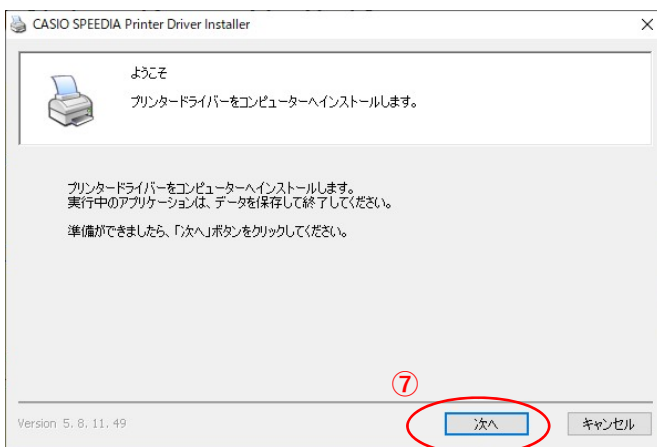 CASIO SPEEDIA Printer Driver Installer
ようこそ
プリンタードライバーをコンピューターへインストールします。
プリンタードライバーをコンピューターへインストールします。
実行中のアプリケーションは、データを保存して終了してください。
準備ができましたら、「次へ」ボタンをクリックしてください。
⑦
Version 5.8.11.49
次へ
キャンセル